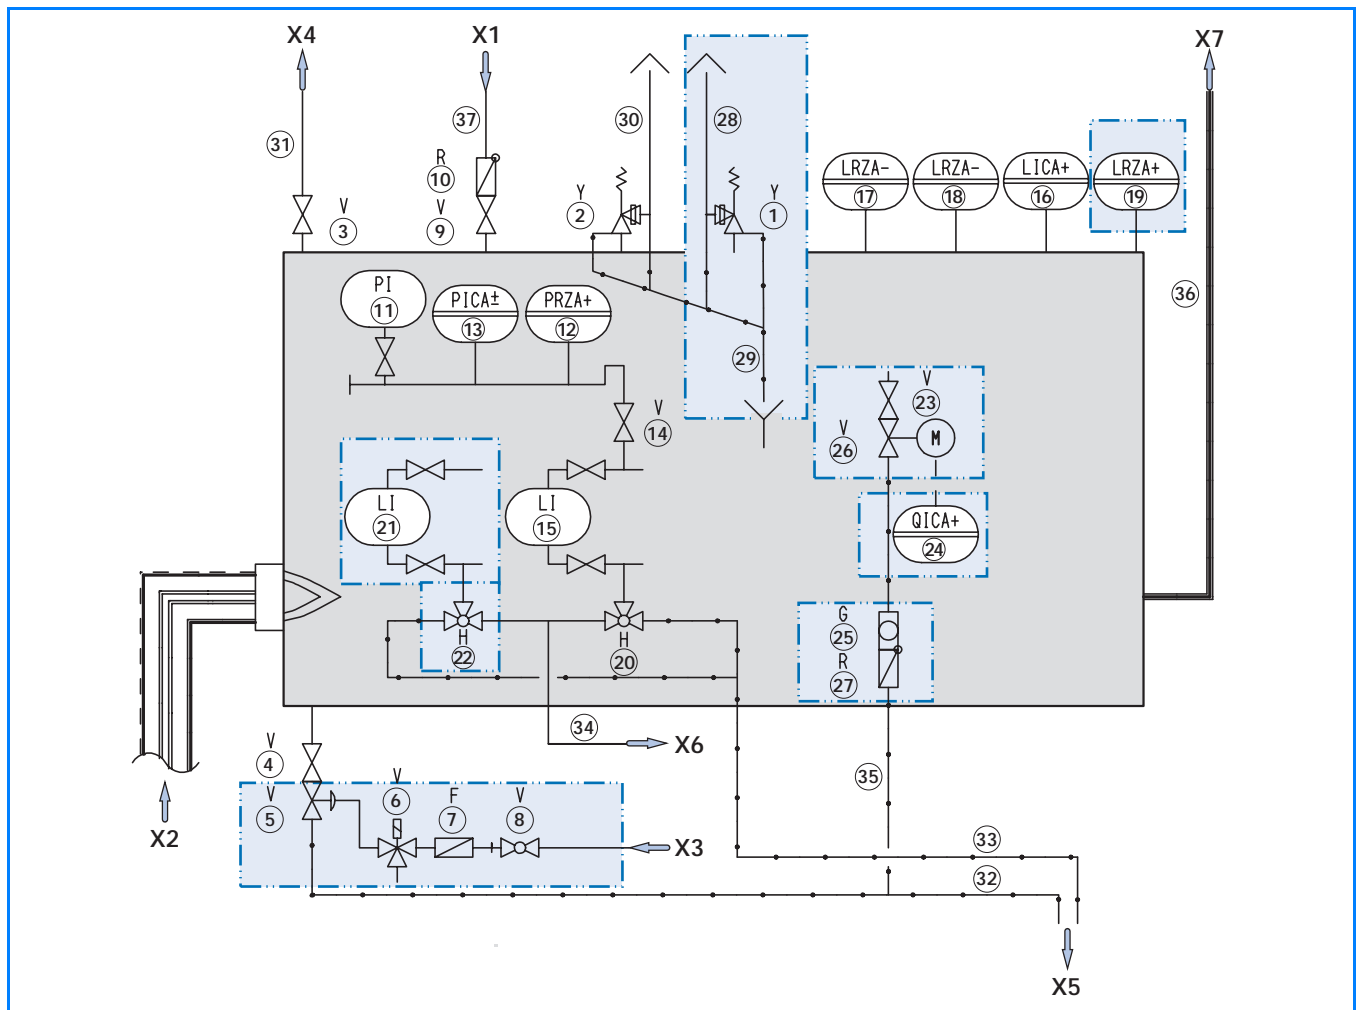 X4
X1
X7
31
37
30
28
R
10
V
3
V
9
Y
2
Y
1
LRZA-
17
LRZA-
18
LICA+
16
LRZA+
19
PI
11
PICA±
13
PRZA+
12
36
29
V
23
V
14
V
26
M
LI
21
LI
15
QICA+
24
G
25
R
27
H
22
H
20
34
X6
V
4
V
5
V
6
F
7
V
8
X2
X3
35
33
32
X5